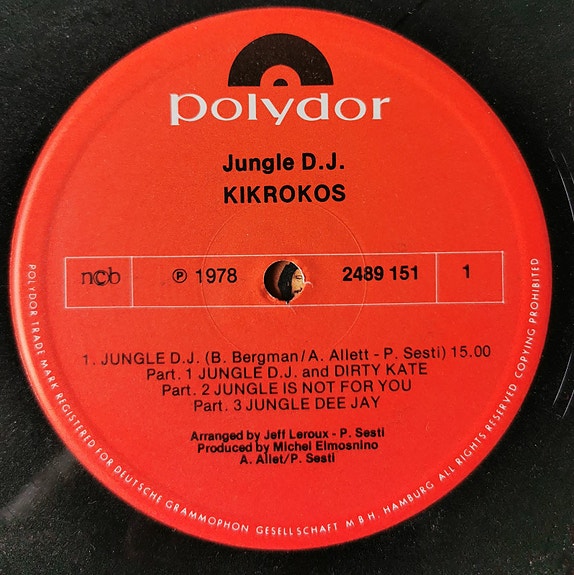 polydor
Jungle D.J.
KIKROKOS
ncb
℗ 1978
2489 151
1
1. JUNGLE D.J. (B. Bergman/A. Allett - P. Sesti) 15.00
Part. 1 JUNGLE D.J. and DIRTY KATE
Part. 2 JUNGLE IS NOT FOR YOU
Part. 3 JUNGLE DEE JAY
Arranged by Jeff Leroux - P. Sesti
Produced by Michel Elmosnino
A. Allet/P. Sesti
POLYDOR TRADE MARK REGISTERED FOR DEUTSCHE GRAMMOPHON GESELLSCHAFT M B H. HAMBURG ALL RIGHTS RESERVED COPYING PROHIBITED